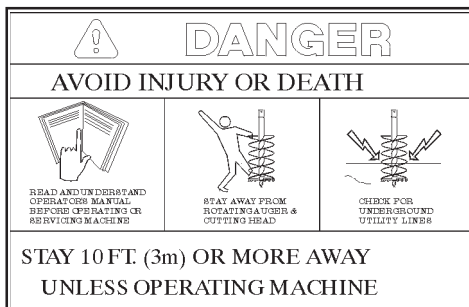 DANGER
AVOID INJURY OR DEATH
READ AND UNDERSTAND
OPERATOR'S MANUAL
BEFORE OPERATING OR
SERVICING MACHINE
STAY AWAY FROM
ROTATING AUGER &
CUTTING HEAD
CHECK FOR
UNDERGROUND
UTILITY LINES
STAY 10 FT. (3m) OR MORE AWAY
UNLESS OPERATING MACHINE